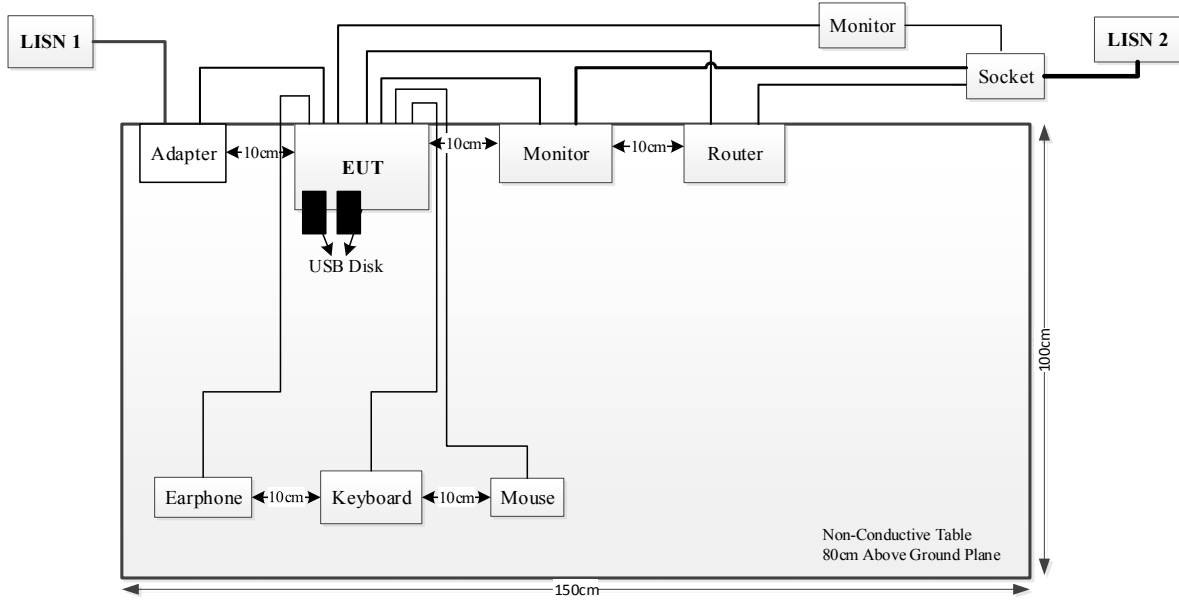 Monitor
LISN 1
LISN 2
Socket
Adapter
10cm
EUT
10cm
Monitor
10cm
Router
USB Disk
100cm
Earphone
10cm
Keyboard
10cm
Mouse
Non-Conductive Table
80cm Above Ground Plane
150cm